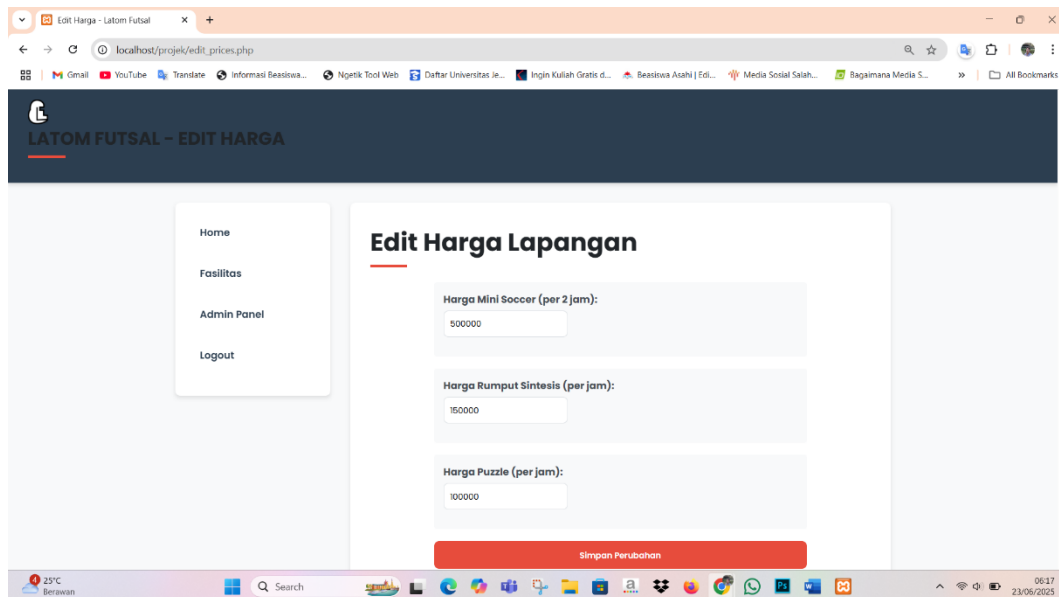 Edit Harga - Latom Futsal
localhost/projek/edit_prices.php
Gmail YouTube Translate Informasi Beasiswa... Ngetik Tool Web Daftar Universitas Je... Ingin Kuliah Gratis d... Beasiswa Asahi | Edi... Media Sosial Salah... Bagaimana Media S... » All Bookmarks
LATOM FUTSAL - EDIT HARGA
Home
Fasilitas
Admin Panel
Logout
Edit Harga Lapangan
Harga Mini Soccer (per 2 jam):
500000
Harga Rumput Sintesis (per jam):
150000
Harga Puzzle (per jam):
100000
Simpan Perubahan
4 25°C
Berawan
Search
06:17
23/06/2025